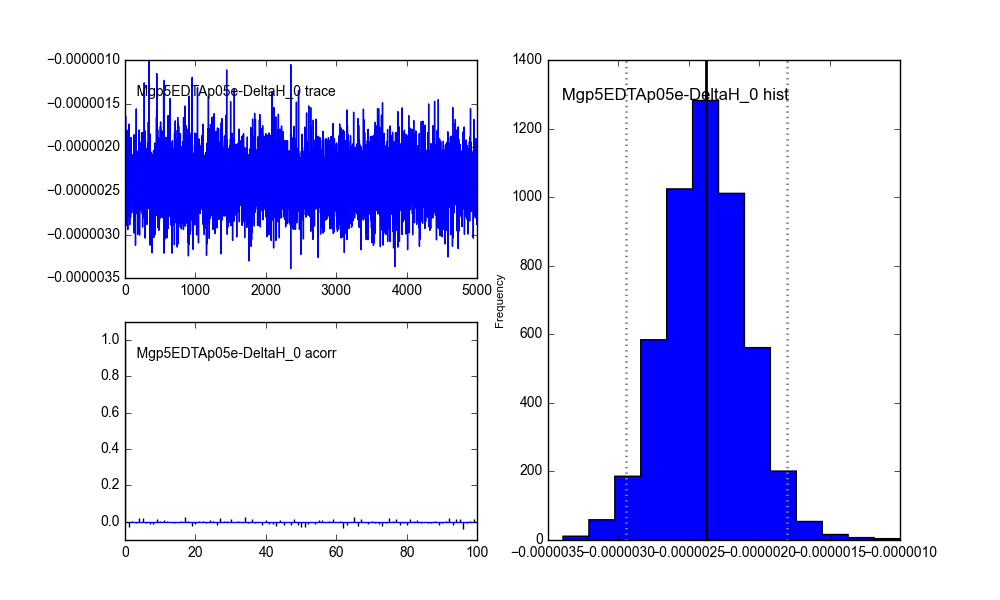 −0.0000010
−0.0000015
−0.0000020
−0.0000025
−0.0000030
−0.0000035
Mgp5EDTAp05e-DeltaH_0 trace
0 1000 2000 3000 4000 5000
1.0
0.8
0.6
0.4
0.2
0.0
Mgp5EDTAp05e-DeltaH_0 acorr
0 20 40 60 80 100
Frequency
1400
1200
1000
800
600
400
200
0
Mgp5EDTAp05e-DeltaH_0 hist
−0.0000035 −0.0000030 −0.0000025 −0.0000020 −0.0000015 −0.0000010